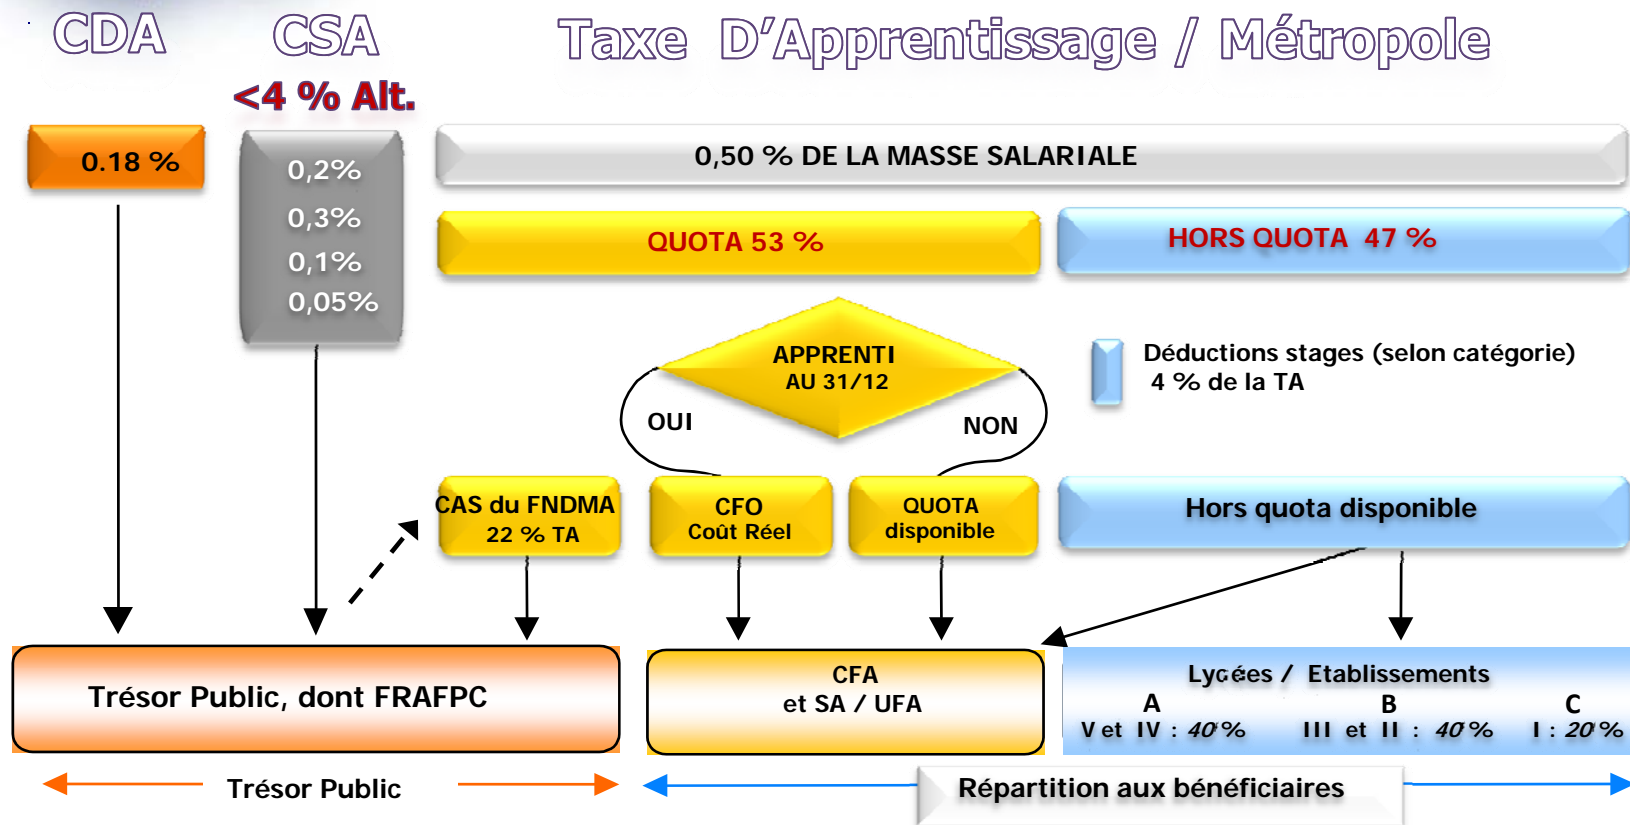 CDA
CSA
Taxe D’Apprentissage / Métropole
<4 % Alt.
0.18 %
0,2%
0,3%
0,1%
0,05%
0,50 % DE LA MASSE SALARIALE
QUOTA 53 %
HORS QUOTA 47 %
APPRENTI
AU 31/12
Déductions stages (selon catégorie)
4 % de la TA
OUI
NON
CAS du FNDMA
22 % TA
CFO
Coût Réel
QUOTA
disponible
Hors quota disponible
Trésor Public, dont FRAFPC
CFA
et SA / UFA
Lycées / Etablissements
A B C
V et IV : 40 % III et II : 40 % I : 20 %
Trésor Public
Répartition aux bénéficiaires